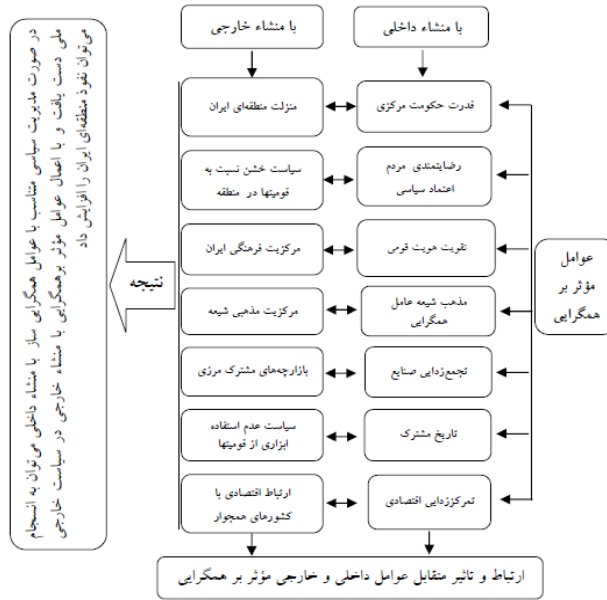 با منشاء داخلی
با منشاء خارجی
عوامل
مؤثر بر
همگرایی
قدرت حکومت مرکزی
منزلت منطقه‌ای ایران
رضایتمندی مردم
اعتماد سیاسی
سیاست خشن نسبت به
قومیتها در منطقه
تقویت هویت قومی
مرکزیت فرهنگی ایران
مذهب شیعه عامل
همگرایی
مرکزیت مذهبی شیعه
تجمع‌زدایی صنایع
بازارچه‌های مشترک مرزی
تاریخ مشترک
سیاست عدم استفاده
ابزاری از قومیتها
تمرکززدایی اقتصادی
ارتباط اقتصادی با
کشورهای همجوار
ارتباط و تاثیر متقابل عوامل داخلی و خارجی مؤثر بر همگرایی
نتیجه
در صورت مدیریت سیاسی متناسب با عوامل همگرایی ساز با منشاء داخلی می‌توان به انسجام
ملی دست یافت و با اعمال عوامل مؤثر برهمگرایی با منشاء خارجی در سیاست خارجی
می‌توان نفوذ منطقه‌ای ایران را افزایش داد